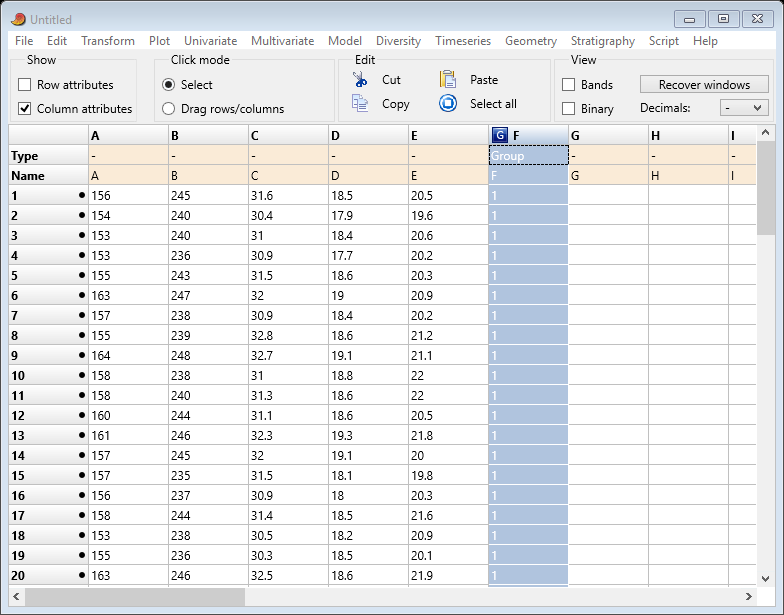 Untitled
File Edit Transform Plot Univariate Multivariate Model Diversity Timeseries Geometry Stratigraphy Script Help
Show Click mode Edit View
Row attributes Select Cut Paste Bands Recover windows
Column attributes Drag rows/columns Copy Select all Binary Decimals: -
A B C D E G F G H I
Type - - - - - Group - - -
Name A B C D E F G H I
1 156 245 31.6 18.5 20.5 1
2 154 240 30.4 17.9 19.6 1
3 153 240 31 18.4 20.6 1
4 153 236 30.9 17.7 20.2 1
5 155 243 31.5 18.6 20.3 1
6 163 247 32 19 20.9 1
7 157 238 30.9 18.4 20.2 1
8 155 239 32.8 18.6 21.2 1
9 164 248 32.7 19.1 21.1 1
10 158 238 31 18.8 22 1
11 158 240 31.3 18.6 22 1
12 160 244 31.1 18.6 20.5 1
13 161 246 32.3 19.3 21.8 1
14 157 245 32 19.1 20 1
15 157 235 31.5 18.1 19.8 1
16 156 237 30.9 18 20.3 1
17 158 244 31.4 18.5 21.6 1
18 153 238 30.5 18.2 20.9 1
19 155 236 30.3 18.5 20.1 1
20 163 246 32.5 18.6 21.9 1